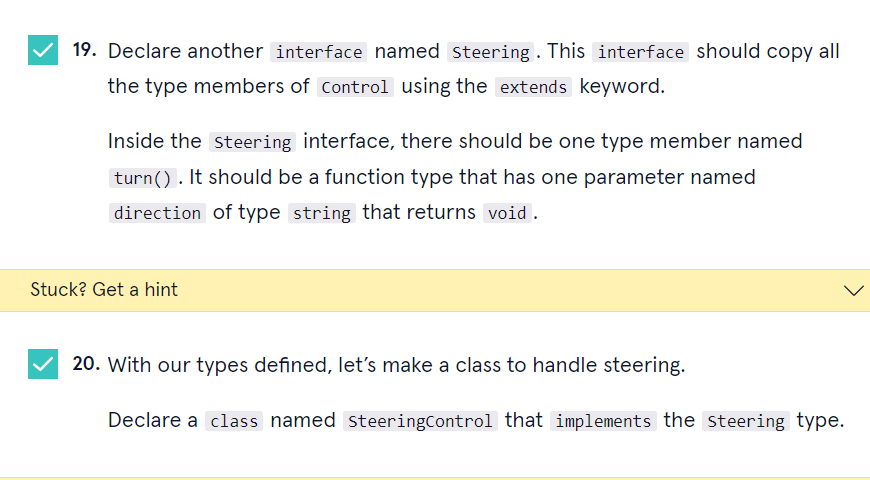 19. Declare another interface named Steering. This interface should copy all
the type members of Control using the extends keyword.
Inside the Steering interface, there should be one type member named
turn(). It should be a function type that has one parameter named
direction of type string that returns void.
Stuck? Get a hint
20. With our types defined, let’s make a class to handle steering.
Declare a class named SteeringControl that implements the Steering type.